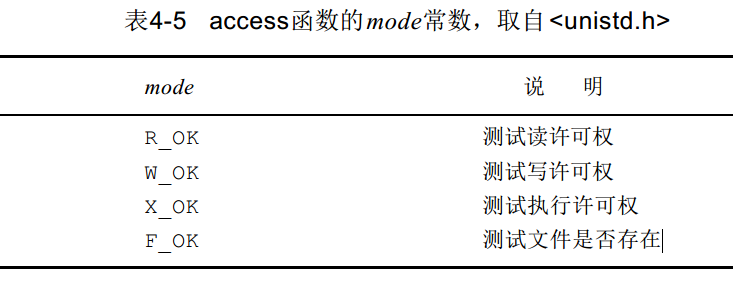 表4-5 access函数的mode常数，取自<unistd.h>
mode 说 明
R_OK 测试读许可权
W_OK 测试写许可权
X_OK 测试执行许可权
F_OK 测试文件是否存在